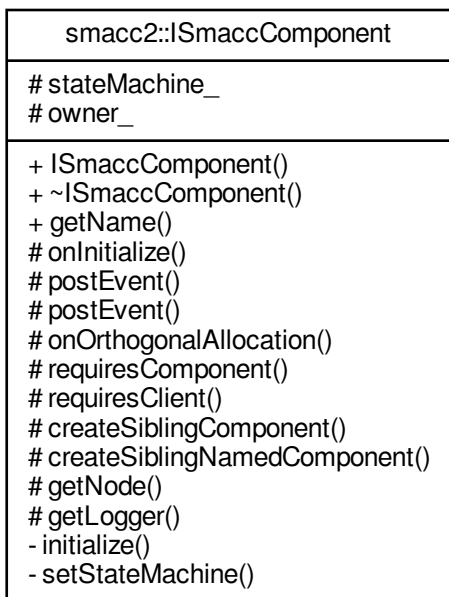 smacc2::ISmaccComponent
# stateMachine_
# owner_
+ ISmaccComponent()
+ ~ISmaccComponent()
+ getName()
# onInitialize()
# postEvent()
# postEvent()
# onOrthogonalAllocation()
# requiresComponent()
# requiresClient()
# createSiblingComponent()
# createSiblingNamedComponent()
# getNode()
# getLogger()
- initialize()
- setStateMachine()